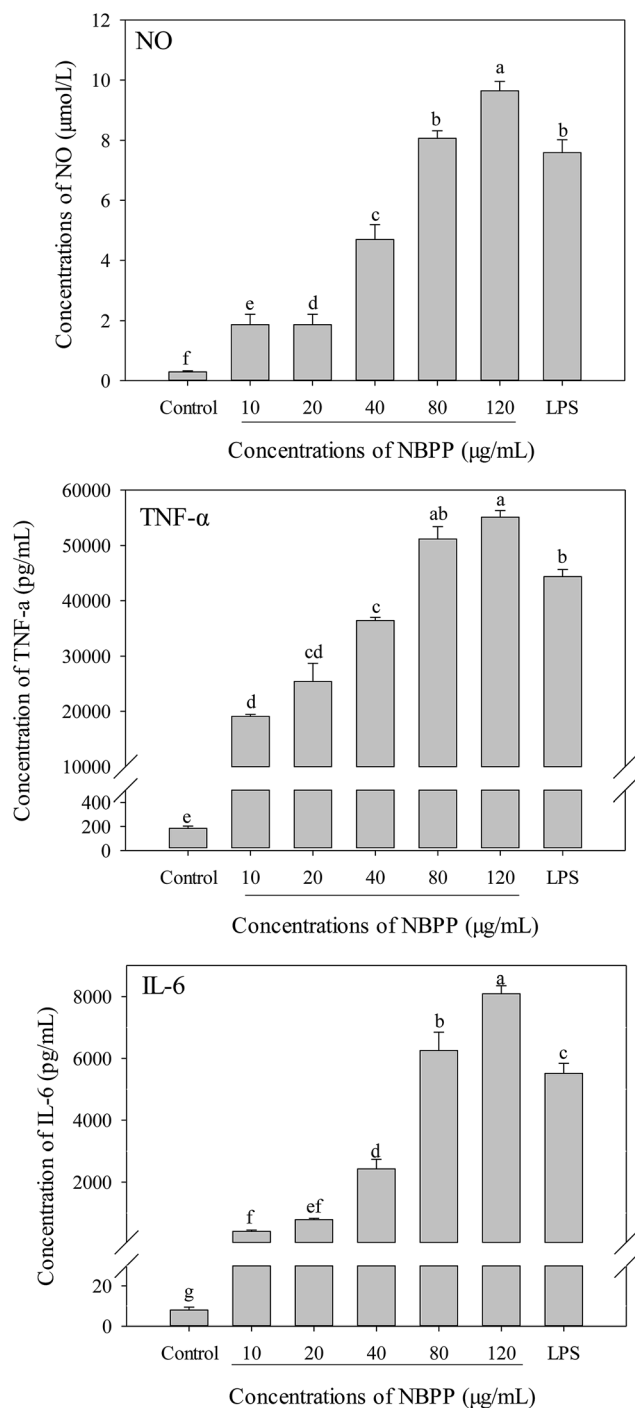 NO
Concentrations of NO (μmol/L)
12
10
8
6
4
2
0
f
e
d
c
b
a
b
Control 10 20 40 80 120 LPS
Concentrations of NBPP (μg/mL)
TNF-α
Concentration of TNF-a (pg/mL)
60000
50000
40000
30000
20000
10000
400
200
0
e
d
cd
c
ab
a
b
Control 10 20 40 80 120 LPS
Concentrations of NBPP (μg/mL)
IL-6
Concentration of IL-6 (pg/mL)
8000
6000
4000
2000
20
0
g
f
ef
d
b
a
c
Control 10 20 40 80 120 LPS
Concentrations of NBPP (μg/mL)